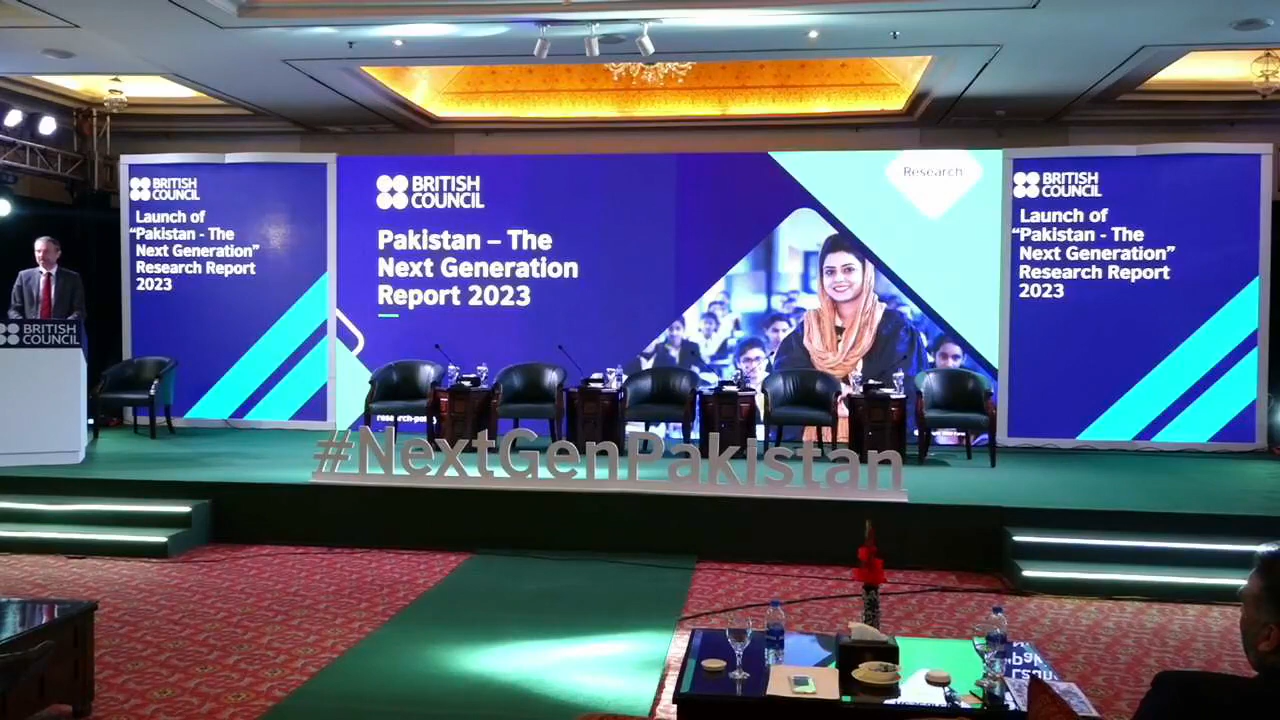 BRITISH
COUNCIL
Launch of
"Pakistan - The
Next Generation"
Research Report
2023
BRITISH
COUNCIL
Pakistan – The
Next Generation
Report 2023
Research
BRITISH
COUNCIL
Launch of
"Pakistan - The
Next Generation"
Research Report
2023
BRITISH
COUNCIL
#NextGenPakistan